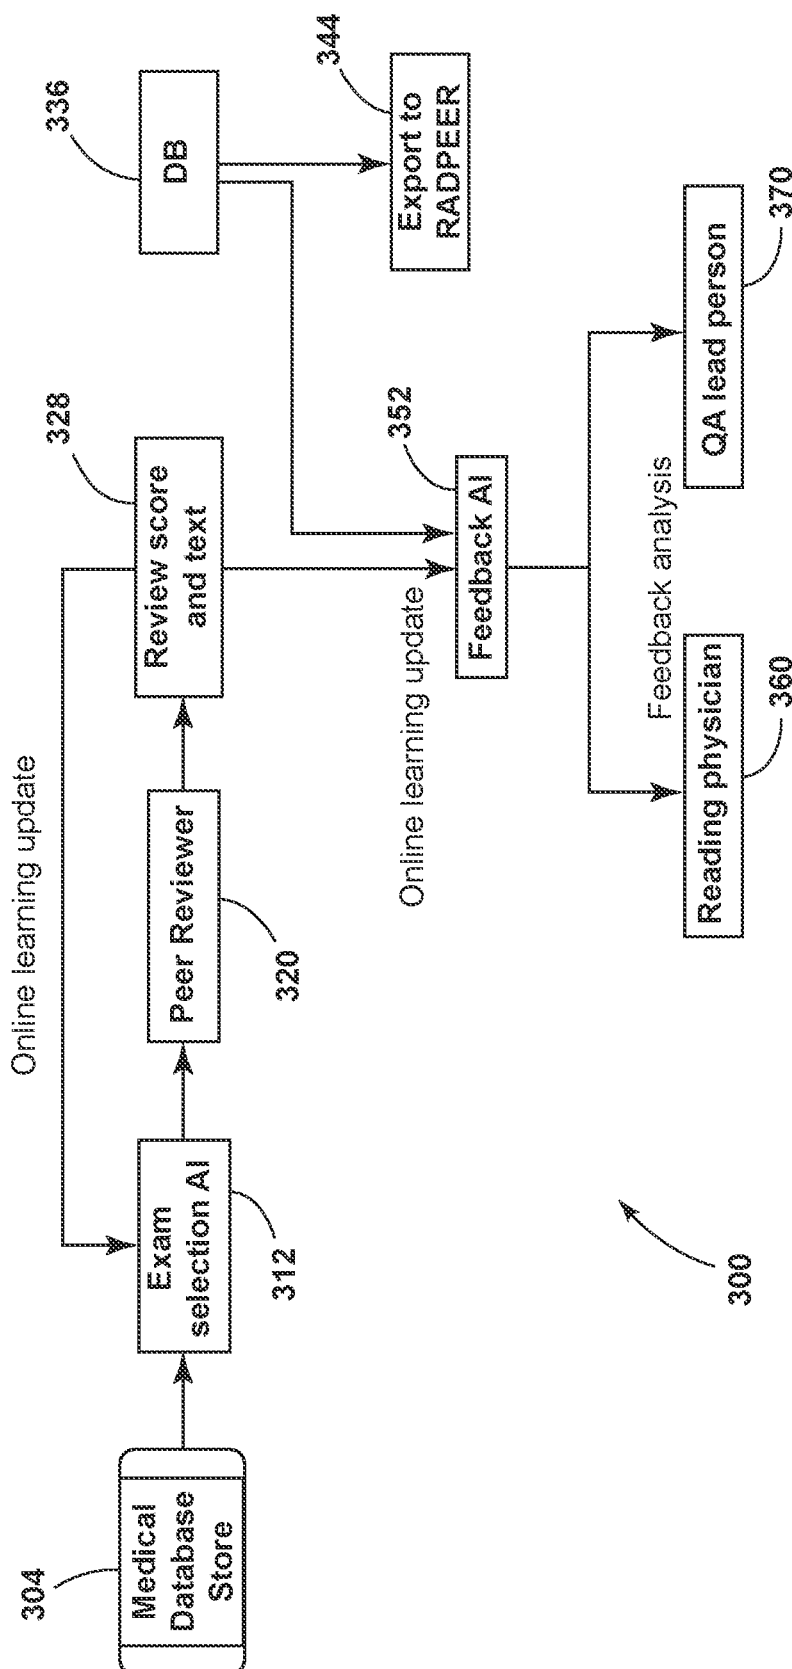 Online learning update
304
Medical
Database
Store
Exam
selection AI
312
Peer Reviewer
320
328
Review score
and text
336
DB
344
Export to
RADPEER
Online learning update
352
Feedback AI
Feedback analysis
Reading physician
360
QA lead person
370
300